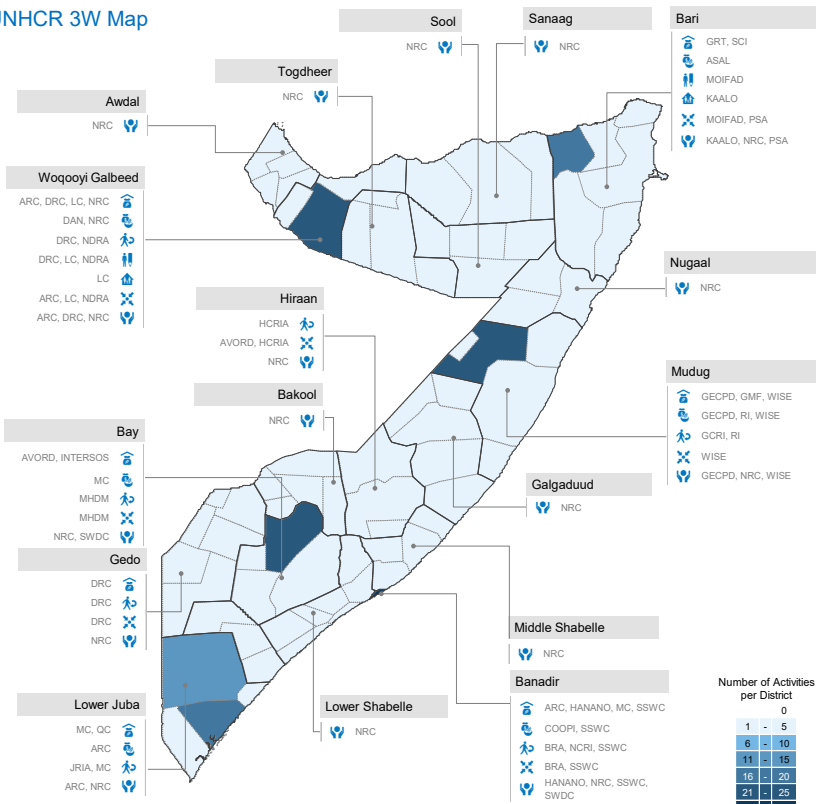 UNHCR 3W Map
Sool
NRC
Sanaag
NRC
Bari
GRT, SCI
ASAL
MOIFAD
KAALO
MOIFAD, PSA
KAALO, NRC, PSA
Togdheer
NRC
Awdal
NRC
Woqooyi Galbeed
ARC, DRC, LC, NRC
DAN, NRC
DRC, NDRA
DRC, LC, NDRA
LC
ARC, LC, NDRA
ARC, DRC, NRC
Nugaal
NRC
Hiraan
HCRIA
AVORD, HCRIA
NRC
Mudug
GECPD, GMF, WISE
GECPD, RI, WISE
GCRI, RI
WISE
GECPD, NRC, WISE
Bakool
NRC
Bay
AVORD, INTERSOS
MC
MHDM
MHDM
NRC, SWDC
Galgaduud
NRC
Gedo
DRC
DRC
DRC
NRC
Middle Shabelle
NRC
Banadir
ARC, HANANO, MC, SSWC
COOPI, SSWC
BRA, NCRI, SSWC
BRA, SSWC
HANANO, NRC, SSWC,
SWDC
Lower Juba
MC, QC
ARC
JRIA, MC
ARC, NRC
Lower Shabelle
NRC
Number of Activities
per District
0
1 - 5
6 - 10
11 - 15
16 - 20
21 - 25